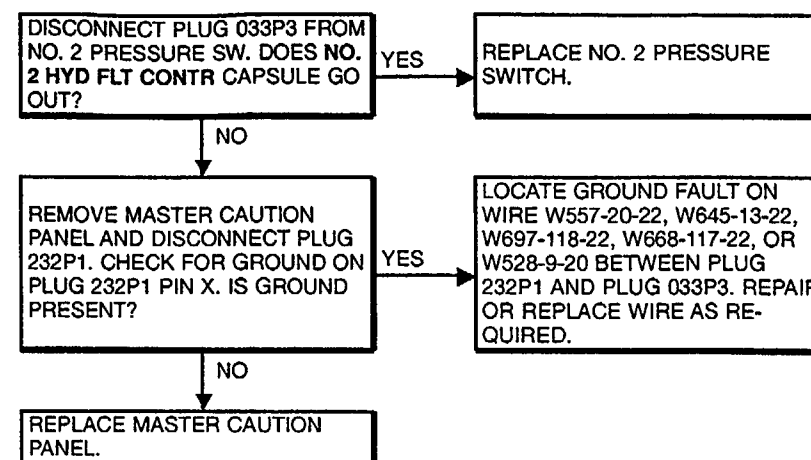 DISCONNECT PLUG 033P3 FROM
NO. 2 PRESSURE SW. DOES NO.
2 HYD FLT CONTR CAPSULE GO
OUT?
YES
REPLACE NO. 2 PRESSURE
SWITCH.
NO
REMOVE MASTER CAUTION
PANEL AND DISCONNECT PLUG
232P1. CHECK FOR GROUND ON
PLUG 232P1 PIN X. IS GROUND
PRESENT?
YES
LOCATE GROUND FAULT ON
WIRE W557-20-22, W645-13-22,
W697-118-22, W668-117-22, OR
W528-9-20 BETWEEN PLUG
232P1 AND PLUG 033P3. REPAIR
OR REPLACE WIRE AS RE-
QUIRED.
NO
REPLACE MASTER CAUTION
PANEL.